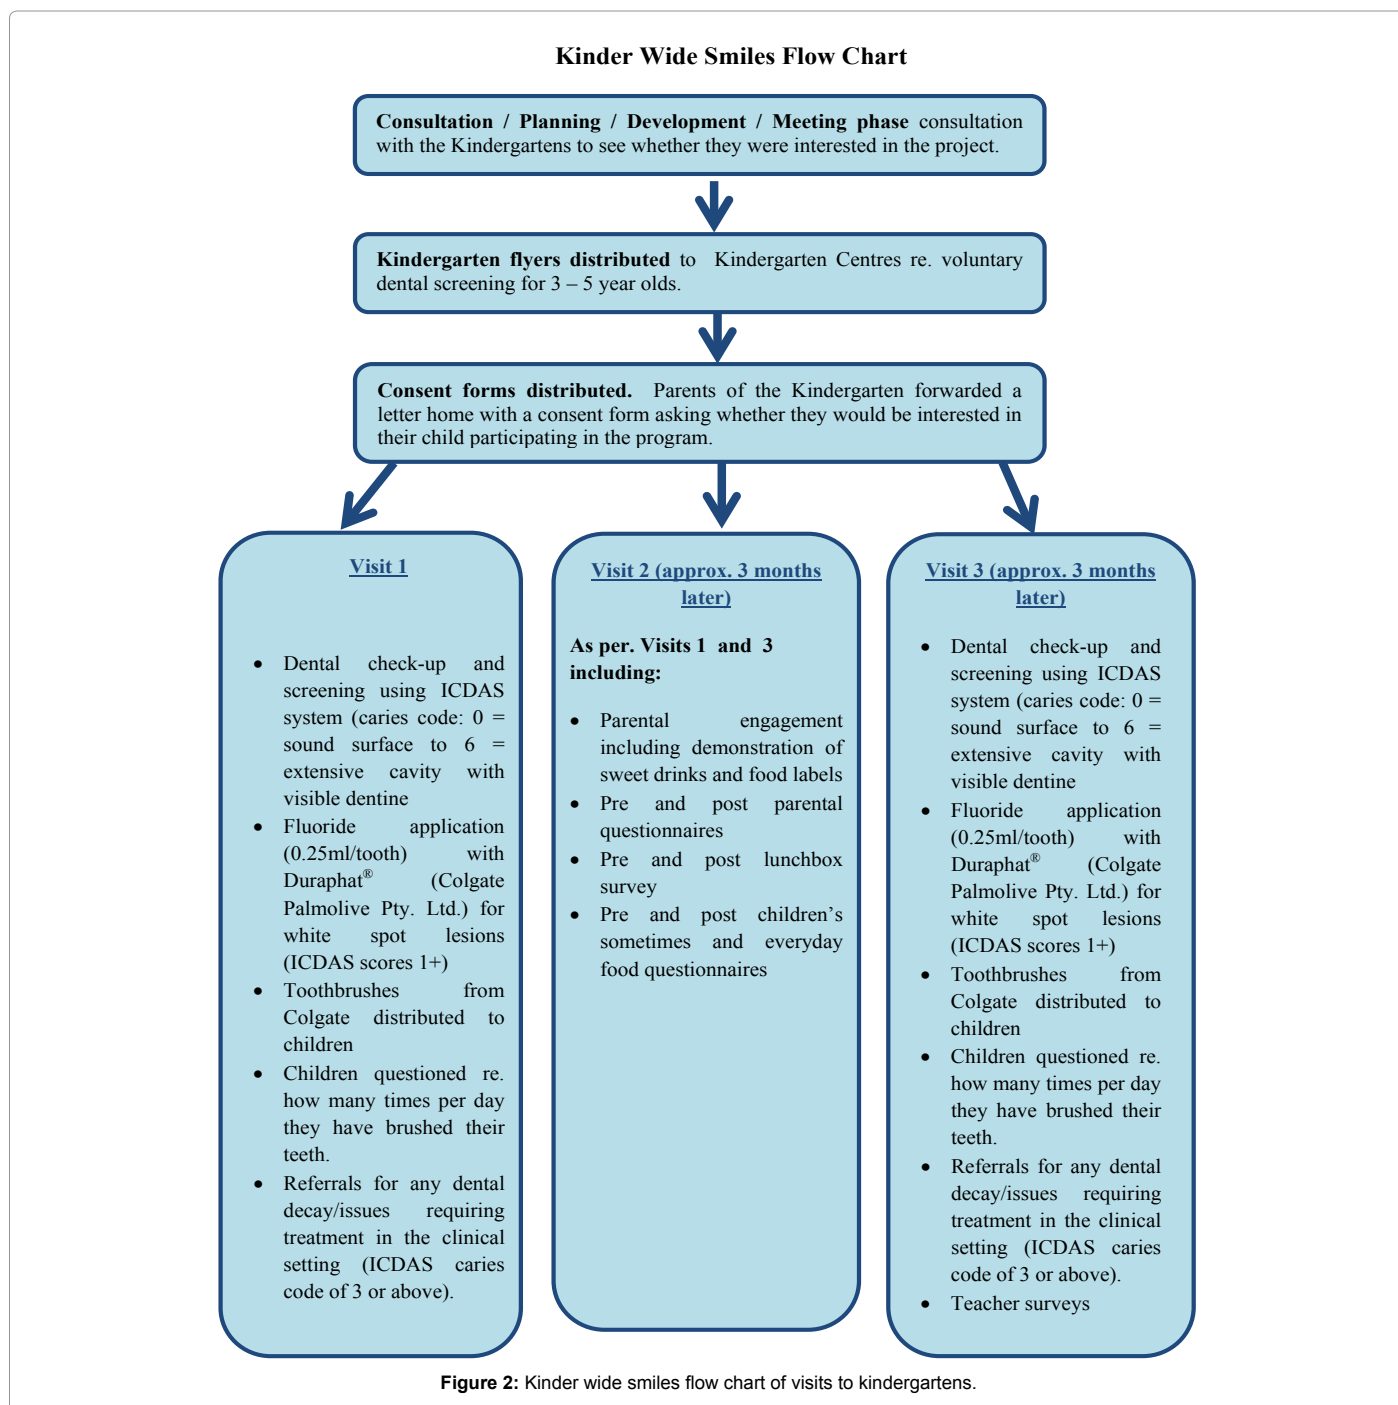 Kinder Wide Smiles Flow Chart
Consultation / Planning / Development / Meeting phase consultation
with the Kindergartens to see whether they were interested in the project.
Kindergarten flyers distributed to Kindergarten Centres re. voluntary
dental screening for 3 – 5 year olds.
Consent forms distributed. Parents of the Kindergarten forwarded a
letter home with a consent form asking whether they would be interested in
their child participating in the program.
Visit 1
• Dental check-up and
screening using ICDAS
system (caries code: 0 =
sound surface to 6 =
extensive cavity with
visible dentine
• Fluoride application
(0.25ml/tooth) with
Duraphat® (Colgate
Palmolive Pty. Ltd.) for
white spot lesions
(ICDAS scores 1+)
• Toothbrushes from
Colgate distributed to
children
• Children questioned re.
how many times per day
they have brushed their
teeth.
• Referrals for any dental
decay/issues requiring
treatment in the clinical
setting (ICDAS caries
code of 3 or above).
Visit 2 (approx. 3 months
later)
As per. Visits 1 and 3
including:
• Parental engagement
including demonstration of
sweet drinks and food labels
• Pre and post parental
questionnaires
• Pre and post lunchbox
survey
• Pre and post children's
sometimes and everyday
food questionnaires
Visit 3 (approx. 3 months
later)
• Dental check-up and
screening using ICDAS
system (caries code: 0 =
sound surface to 6 =
extensive cavity with
visible dentine
• Fluoride application
(0.25ml/tooth) with
Duraphat® (Colgate
Palmolive Pty. Ltd.) for
white spot lesions
(ICDAS scores 1+)
• Toothbrushes from
Colgate distributed to
children
• Children questioned re.
how many times per day
they have brushed their
teeth.
• Referrals for any dental
decay/issues requiring
treatment in the clinical
setting (ICDAS caries
code of 3 or above).
• Teacher surveys
Figure 2: Kinder wide smiles flow chart of visits to kindergartens.